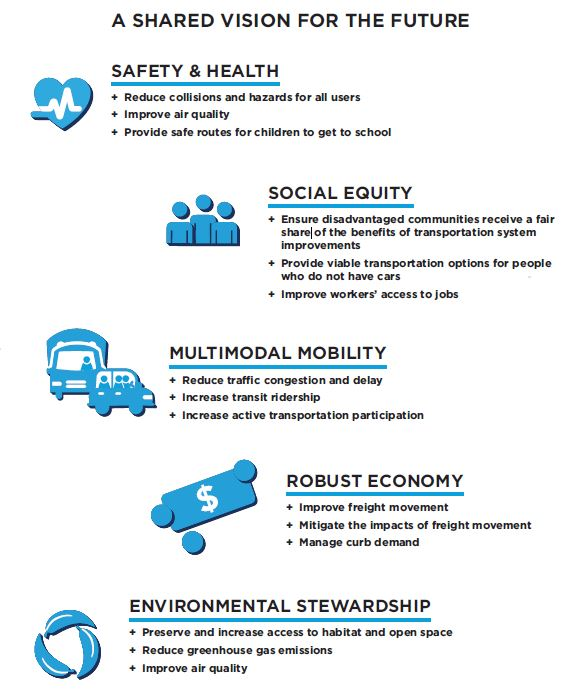 A SHARED VISION FOR THE FUTURE
SAFETY & HEALTH
+ Reduce collisions and hazards for all users
+ Improve air quality
+ Provide safe routes for children to get to school
SOCIAL EQUITY
+ Ensure disadvantaged communities receive a fair
share of the benefits of transportation system
improvements
+ Provide viable transportation options for people
who do not have cars
+ Improve workers' access to jobs
MULTIMODAL MOBILITY
+ Reduce traffic congestion and delay
+ Increase transit ridership
+ Increase active transportation participation
$
ROBUST ECONOMY
+ Improve freight movement
+ Mitigate the impacts of freight movement
+ Manage curb demand
ENVIRONMENTAL STEWARDSHIP
+ Preserve and increase access to habitat and open space
+ Reduce greenhouse gas emissions
+ Improve air quality